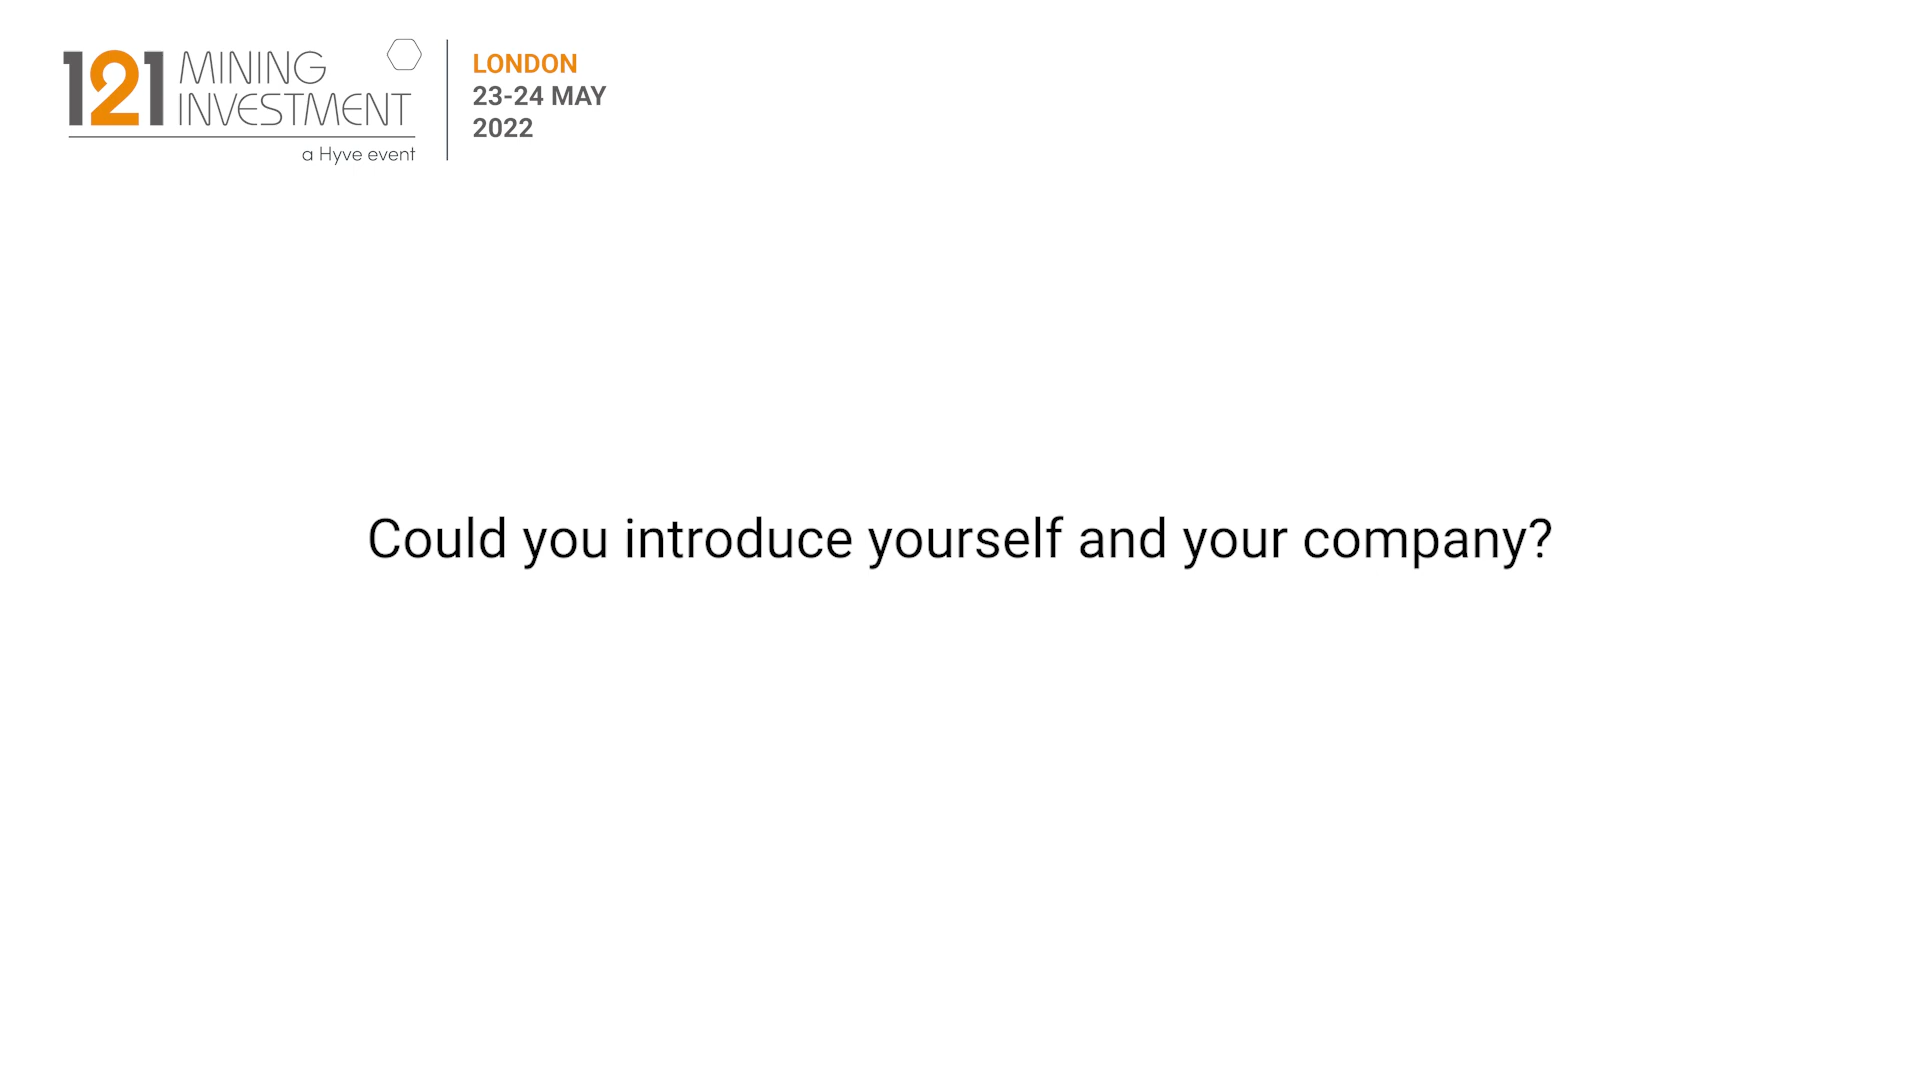 121 MINING
INVESTMENT
a Hyve event
LONDON
23-24 MAY
2022
Could you introduce yourself and your company?